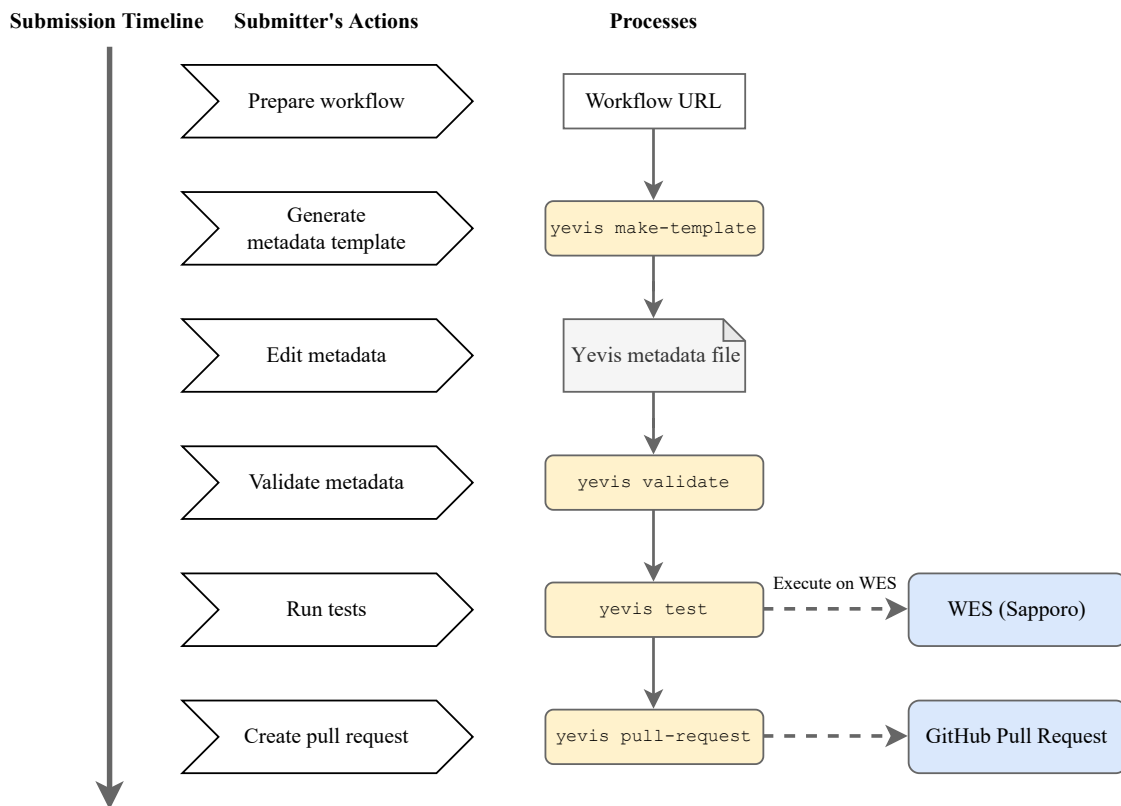 Submission Timeline
Submitter's Actions
Processes
Prepare workflow
Workflow URL
Generate
metadata template
yevis make-template
Edit metadata
Yevis metadata file
Validate metadata
yevis validate
Run tests
yevis test
Execute on WES
WES (Sapporo)
Create pull request
yevis pull-request
GitHub Pull Request